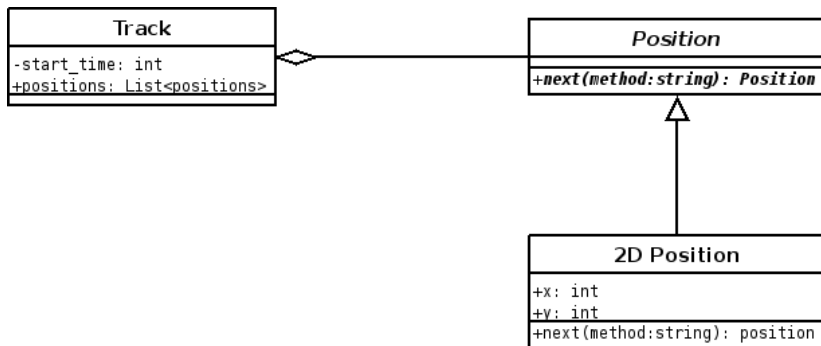 Track
-start_time: int
+positions: List<positions>
Position
+next(method:string): Position
2D Position
+x: int
+y: int
+next(method:string): position